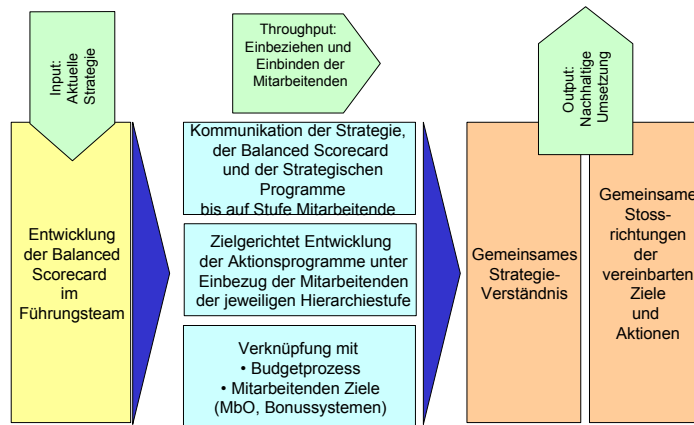 Input:
Aktuelle
Strategie
Throughput:
Einbeziehen und
Einbinden der
Mitarbeitenden
Output:
Nachhaltige
Umsetzung
Entwicklung
der Balanced
Scorecard
im
Führungsteam
Kommunikation der Strategie,
der Balanced Scorecard
und der Strategischen
Programme
bis auf Stufe Mitarbeitende
Zielgerichtet Entwicklung
der Aktionsprogramme unter
Einbezug der Mitarbeitenden
der jeweiligen Hierarchiestufe
Verknüpfung mit
• Budgetprozess
• Mitarbeitenden Ziele
(MbO, Bonussystemen)
Gemeinsames
Strategie-
Verständnis
Gemeinsame
Stoss-
richtungen
der
vereinbarten
Ziele
und
Aktionen